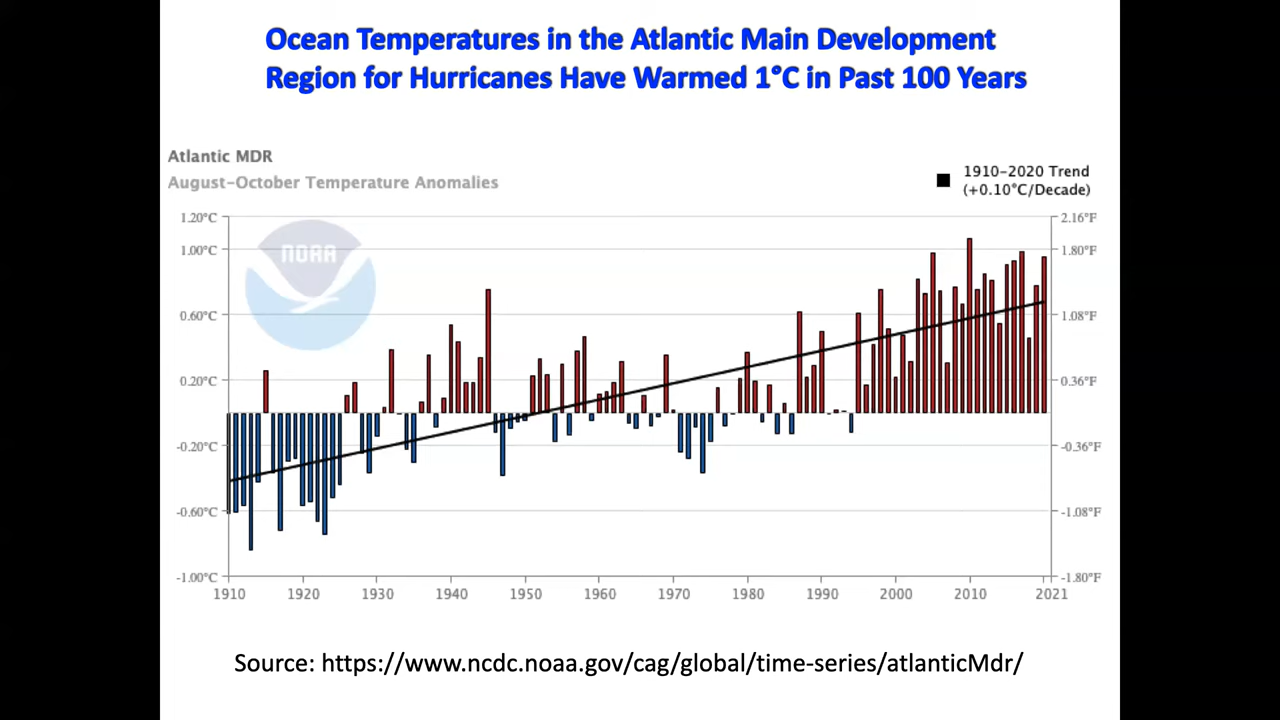 Ocean Temperatures in the Atlantic Main Development
Region for Hurricanes Have Warmed 1°C in Past 100 Years
Atlantic MDR
August-October Temperature Anomalies
1910-2020 Trend
(+0.10°C/Decade)
NOAA
1.20°C 2.16°F
1.00°C 1.80°F
0.60°C 1.08°F
0.20°C 0.36°F
-0.20°C -0.36°F
-0.60°C -1.08°F
-1.00°C -1.80°F
1910 1920 1930 1940 1950 1960 1970 1980 1990 2000 2010 2021
Source: https://www.ncdc.noaa.gov/cag/global/time-series/atlanticMdr/